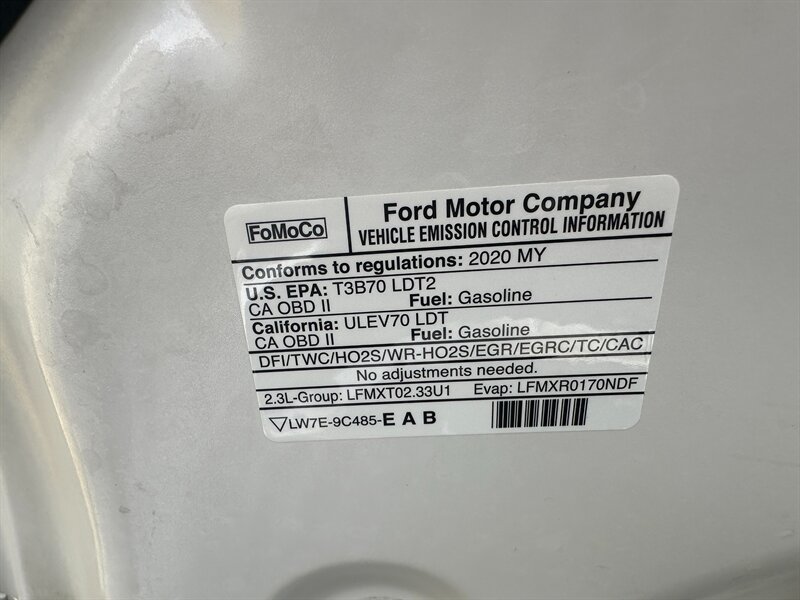 FoMoCo
Ford Motor Company
VEHICLE EMISSION CONTROL INFORMATION
Conforms to regulations: 2020 MY
U.S. EPA: T3B70 LDT2
CA OBD II Fuel: Gasoline
California: ULEV70 LDT
CA OBD II Fuel: Gasoline
DFI/TWC/HO2S/WR-HO2S/EGR/EGRC/TC/CAC
No adjustments needed.
2.3L-Group: LFMXT02.33U1 Evap: LFMXR0170NDF
LW7E-9C485-E A B